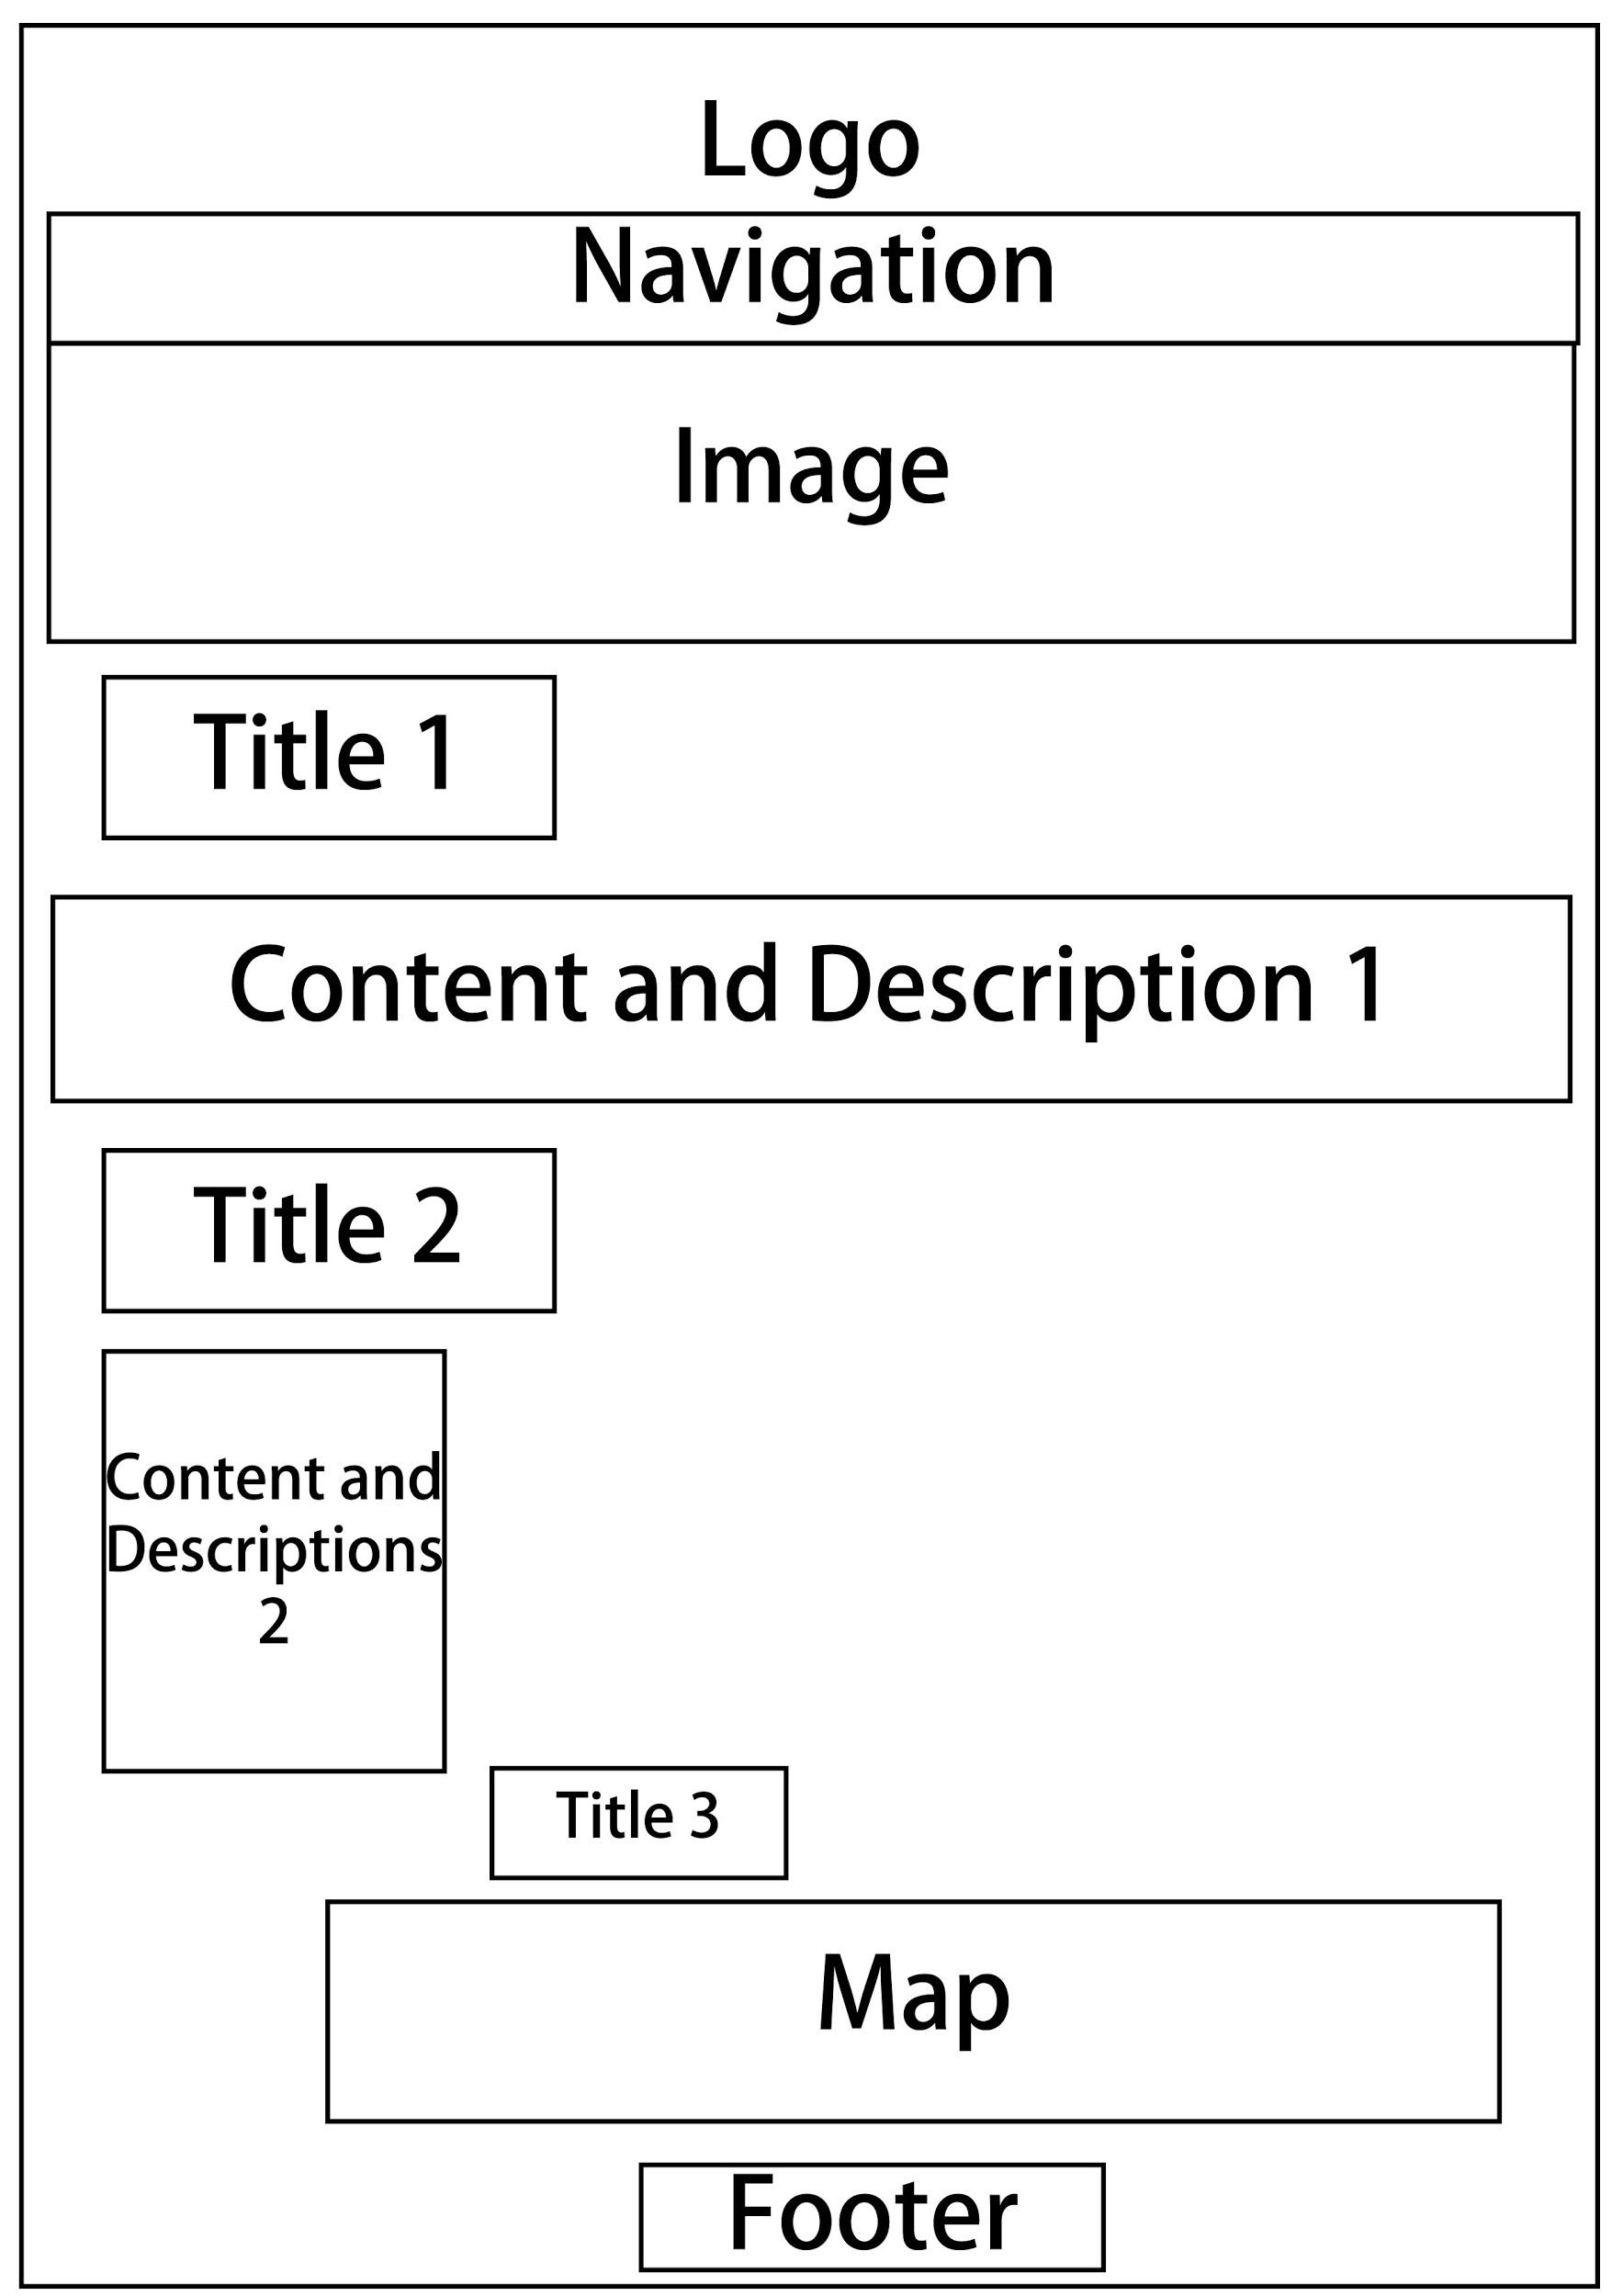 Logo
Navigation
Image
Title 1
Content and Description 1
Title 2
Content and
Descriptions
2
Title 3
Map
Footer